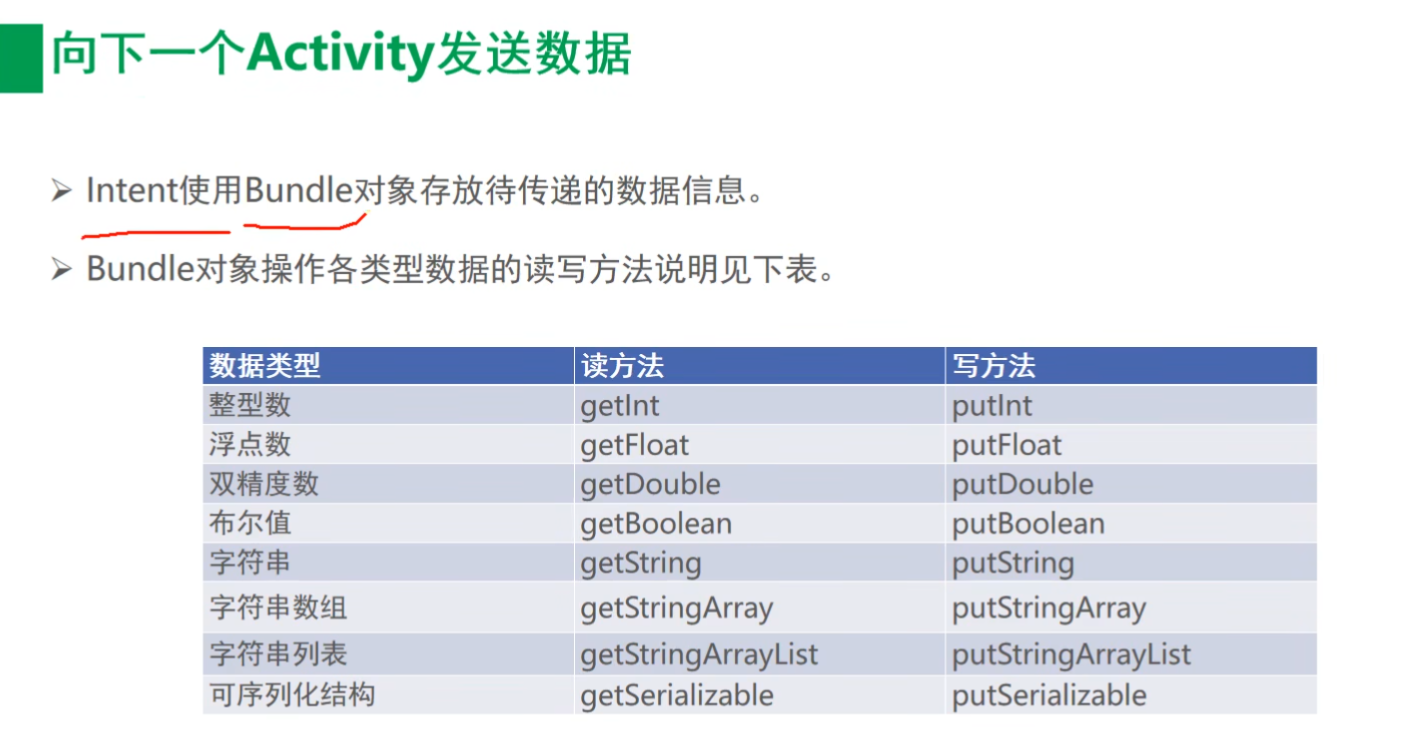 向下一个Activity发送数据
➢ Intent使用Bundle对象存放待传递的数据信息。
➢ Bundle对象操作各类型数据的读写方法说明见下表。
数据类型 读方法 写方法
整型数 getInt putInt
浮点数 getFloat putFloat
双精度数 getDouble putDouble
布尔值 getBoolean putBoolean
字符串 getString putString
字符串数组 getStringArray putStringArray
字符串列表 getStringArrayList putStringArrayList
可序列化结构 getSerializable putSerializable